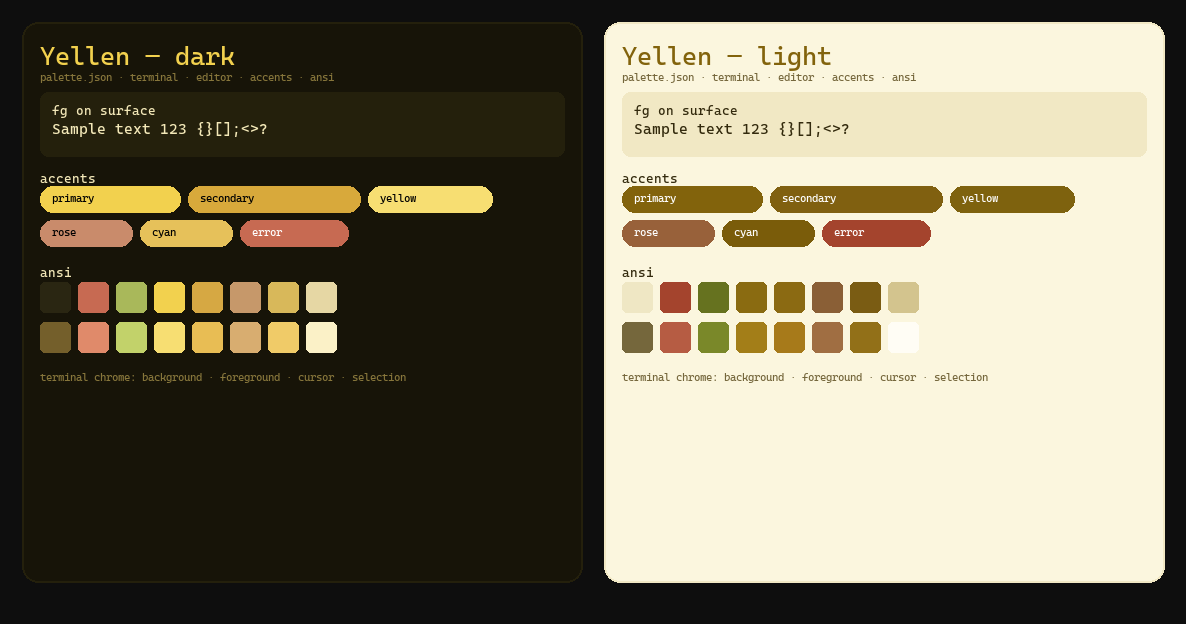 Yellen — dark
palette.json · terminal · editor · accents · ansi
fg on surface
Sample text 123 {}[];<>?
accents
primary
secondary
yellow
rose
cyan
error
ansi
terminal chrome: background · foreground · cursor · selection
Yellen — light
palette.json · terminal · editor · accents · ansi
fg on surface
Sample text 123 {}[];<>?
accents
primary
secondary
yellow
rose
cyan
error
ansi
terminal chrome: background · foreground · cursor · selection